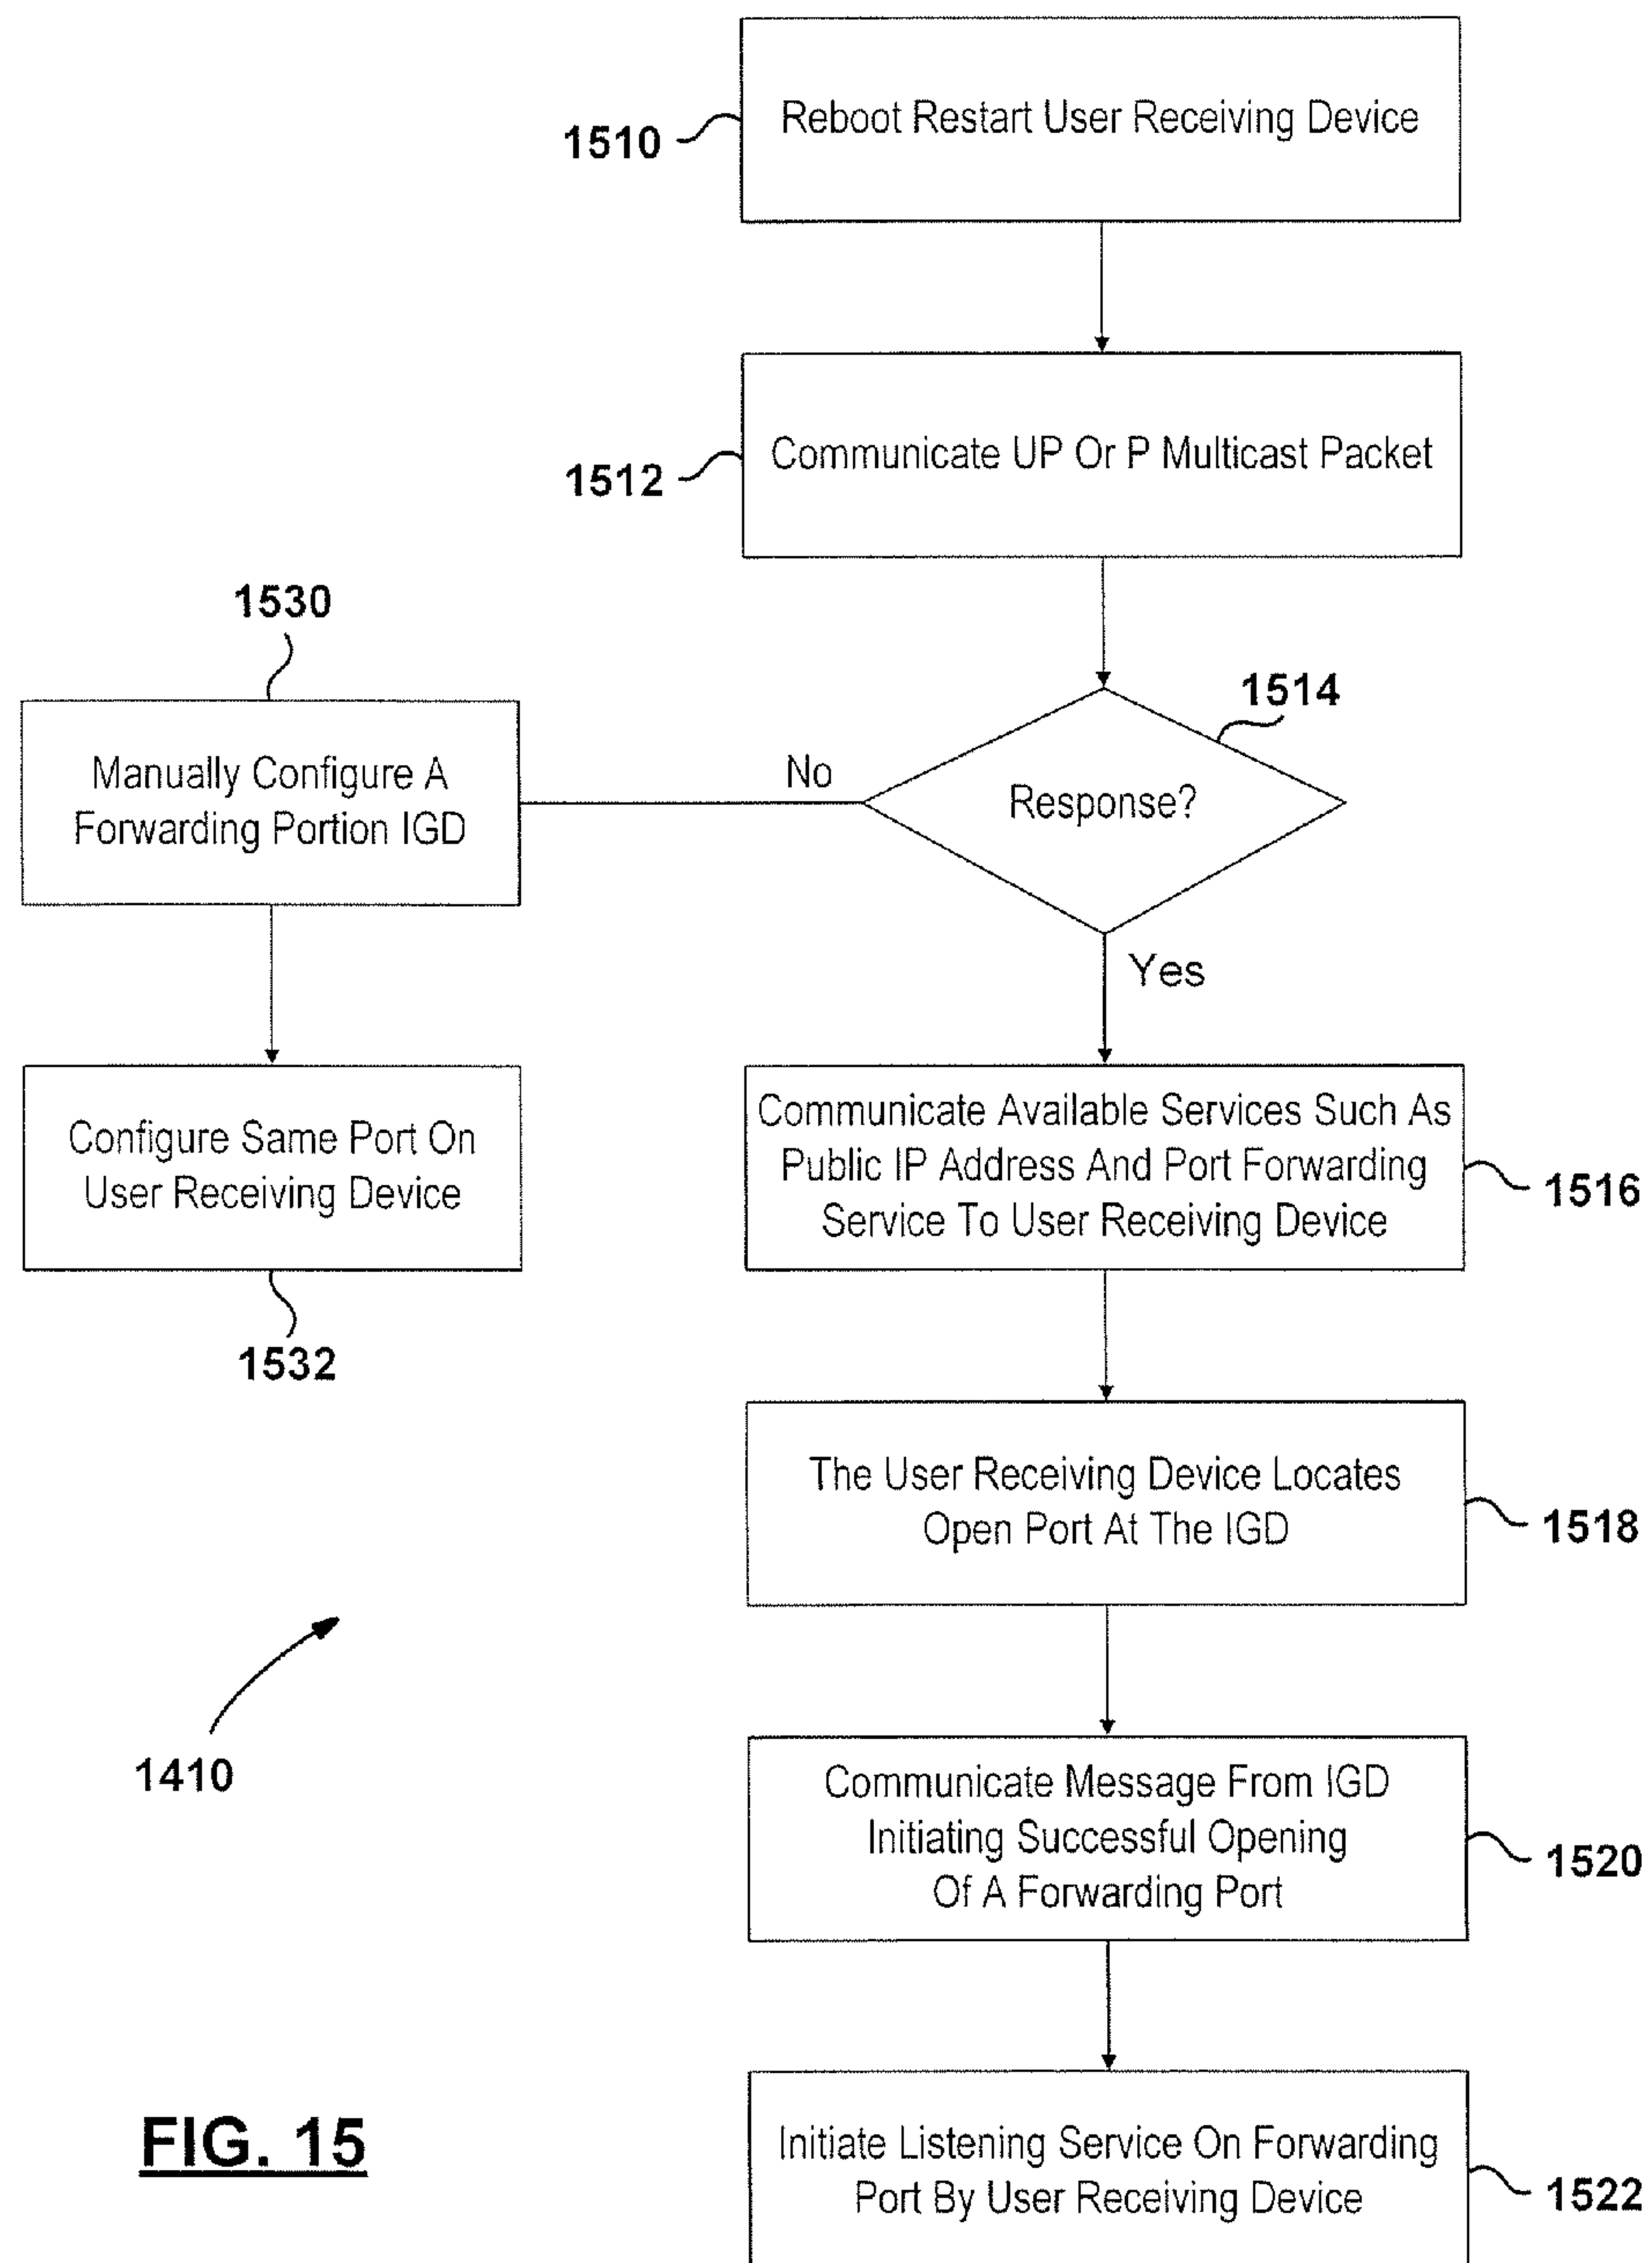 Reboot Restart User Receiving Device
1510
Communicate UP Or P Multicast Packet
1512
1530
1514
Manually Configure A
Forwarding Portion IGD
No
Response?
Yes
Configure Same Port On
User Receiving Device
1532
Communicate Available Services Such As
Public IP Address And Port Forwarding
Service To User Receiving Device
1516
The User Receiving Device Locates
Open Port At The IGD
1518
1410
Communicate Message From IGD
Initiating Successful Opening
Of A Forwarding Port
1520
Initiate Listening Service On Forwarding
Port By User Receiving Device
1522
FIG. 15